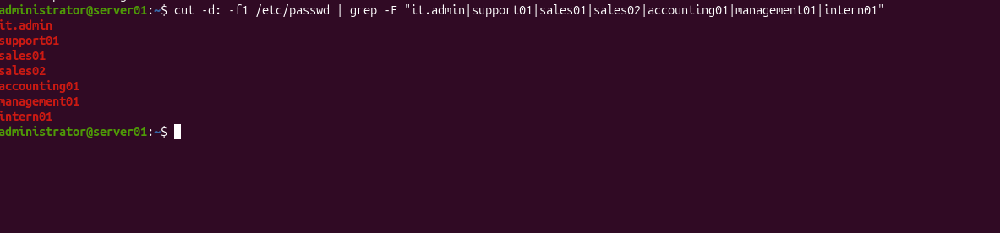 administrator@server01:~$ cut -d: -f1 /etc/passwd | grep -E "it.admin|support01|sales01|sales02|accounting01|management01|intern01"
it.admin
support01
sales01
sales02
accounting01
management01
intern01
administrator@server01:~$